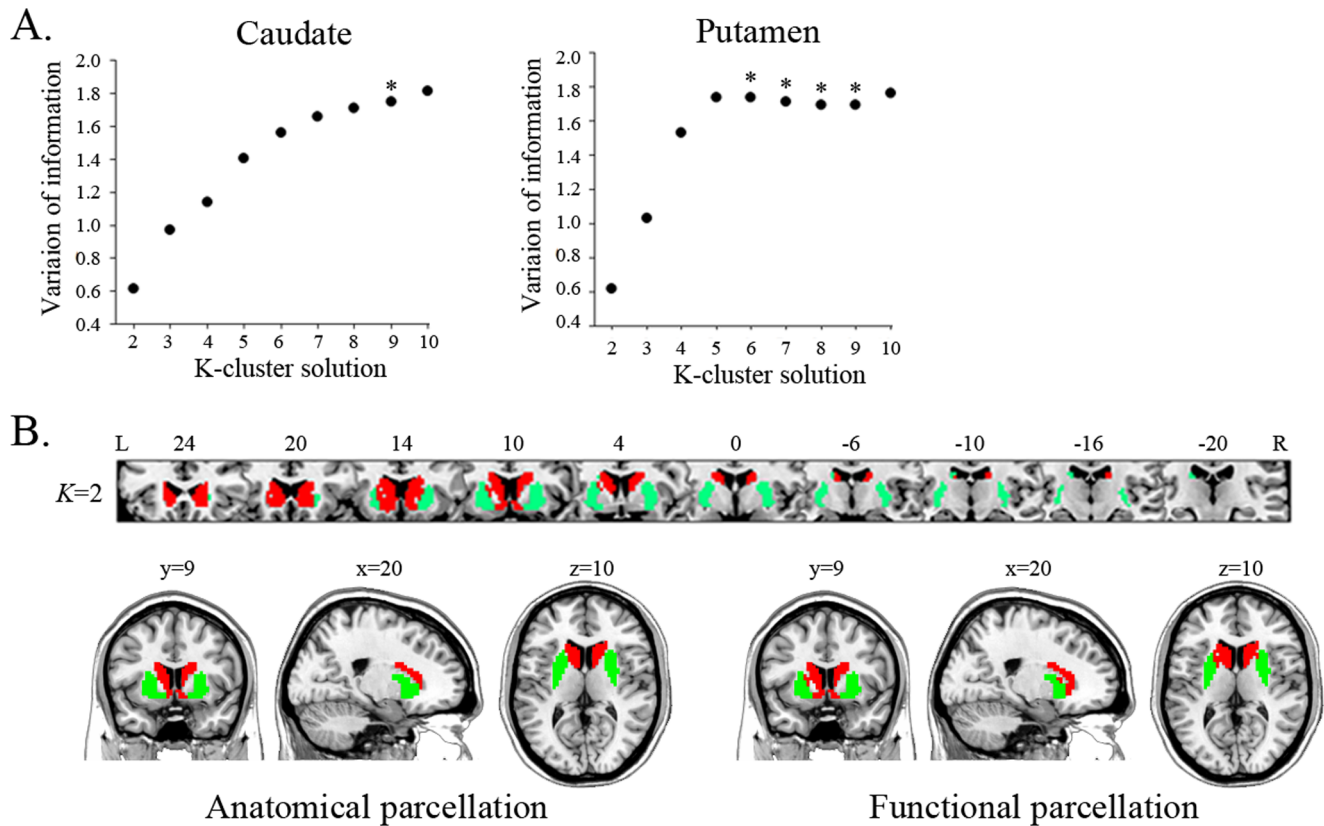 A.
Caudate
Putamen
Variaion of information
2.0
1.8
1.6
1.4
1.2
1.0
0.8
0.6
0.4
*
2 3 4 5 6 7 8 9 10
K-cluster solution
Variaion of information
2.0
1.8
1.6
1.4
1.2
1.0
0.8
0.6
0.4
* * * *
2 3 4 5 6 7 8 9 10
K-cluster solution
B.
L 24 20 14 10 4 0 -6 -10 -16 -20 R
K=2
y=9 x=20 z=10 y=9 x=20 z=10
Anatomical parcellation Functional parcellation